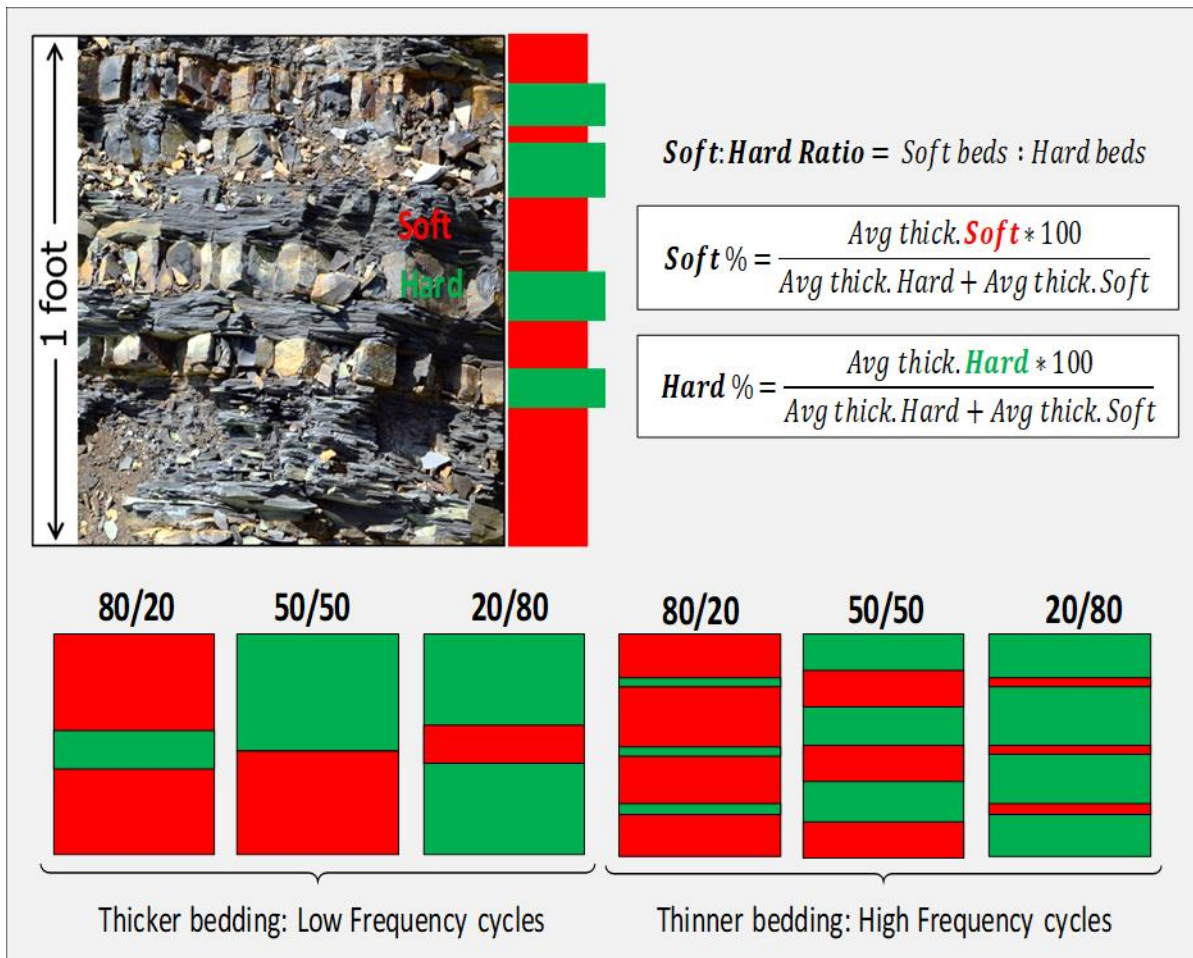 1 foot
Soft
Hard
Soft:Hard Ratio = Soft beds : Hard beds
Soft % = Avg thick.Soft * 100
Avg thick.Hard + Avg thick.Soft
Hard % = Avg thick.Hard * 100
Avg thick.Hard + Avg thick.Soft
80/20 50/50 20/80 80/20 50/50 20/80
Thicker bedding: Low Frequency cycles
Thinner bedding: High Frequency cycles